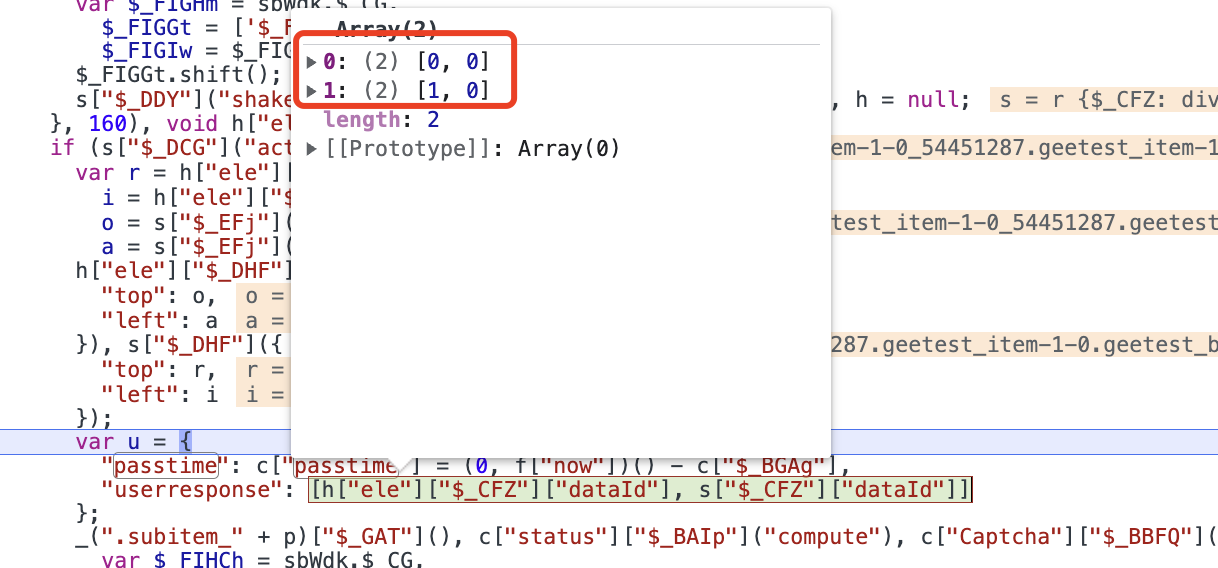 var $_FIGHm = sbWdk.$_CG,
$_FIGGt = ['$_F
$_FIGIw = $_FIG
$_FIGGt.shift();
s["$_DDY"]("shake , h = null; s = r {$_CFZ: div
}, 160), void h["el
if (s["$_DCG"]("act em-1-0_54451287.geetest_item-1
var r = h["ele"][
i = h["ele"]["$
o = s["$_EFj"]( test_item-1-0_54451287.geetest
a = s["$_EFj"](
h["ele"]["$_DHF"]
"top": o, o =
"left": a a =
}), s["$_DHF"]({ 287.geetest_item-1-0.geetest_b
"top": r, r =
"left": i i =
});
var u = {
"passtime": c["passtime"] = (0, f["now"])() - c["$_BGAg"],
"userresponse": [h["ele"]["$_CFZ"]["dataId"], s["$_CFZ"]["dataId"]]
};
_(".subitem_" + p)["$_GAT"](), c["status"]["$_BAIp"]("compute"), c["Captcha"]["$_BBFQ"](
var $_FIHCh = sbWdk.$_CG,
Array(2)
0: (2) [0, 0]
1: (2) [1, 0]
length: 2
[[Prototype]]: Array(0)